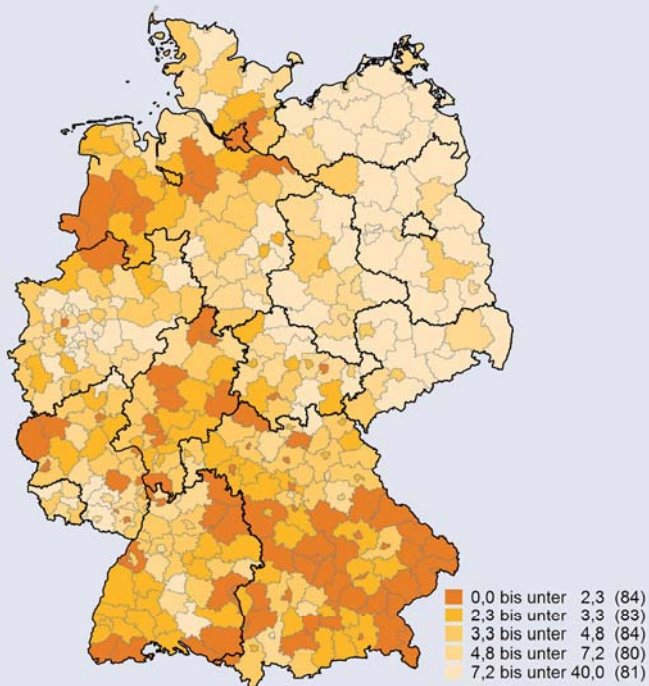 0,0 bis unter 2,3 (84)
2,3 bis unter 3,3 (83)
3,3 bis unter 4,8 (84)
4,8 bis unter 7,2 (80)
7,2 bis unter 40,0 (81)